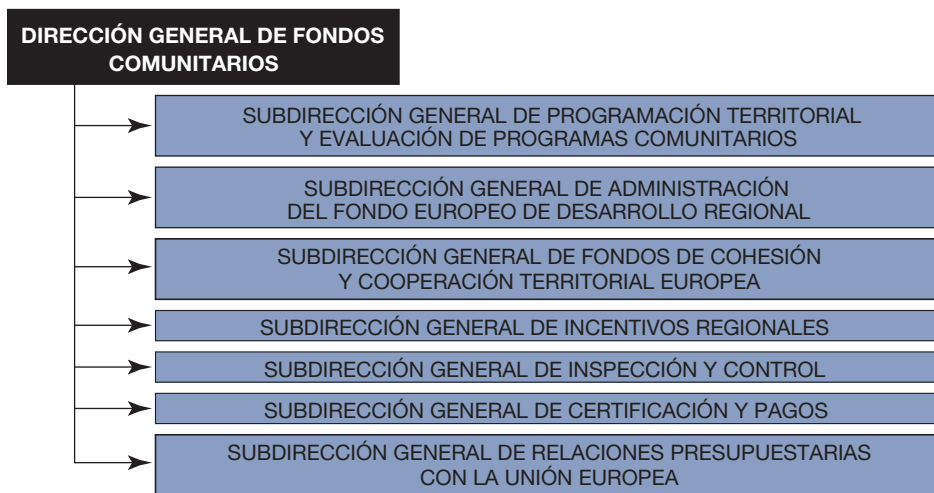 DIRECCIÓN GENERAL DE FONDOS
COMUNITARIOS
SUBDIRECCIÓN GENERAL DE PROGRAMACIÓN TERRITORIAL
Y EVALUACIÓN DE PROGRAMAS COMUNITARIOS
SUBDIRECCIÓN GENERAL DE ADMINISTRACIÓN
DEL FONDO EUROPEO DE DESARROLLO REGIONAL
SUBDIRECCIÓN GENERAL DE FONDOS DE COHESIÓN
Y COOPERACIÓN TERRITORIAL EUROPEA
SUBDIRECCIÓN GENERAL DE INCENTIVOS REGIONALES
SUBDIRECCIÓN GENERAL DE INSPECCIÓN Y CONTROL
SUBDIRECCIÓN GENERAL DE CERTIFICACIÓN Y PAGOS
SUBDIRECCIÓN GENERAL DE RELACIONES PRESUPUESTARIAS
CON LA UNIÓN EUROPEA